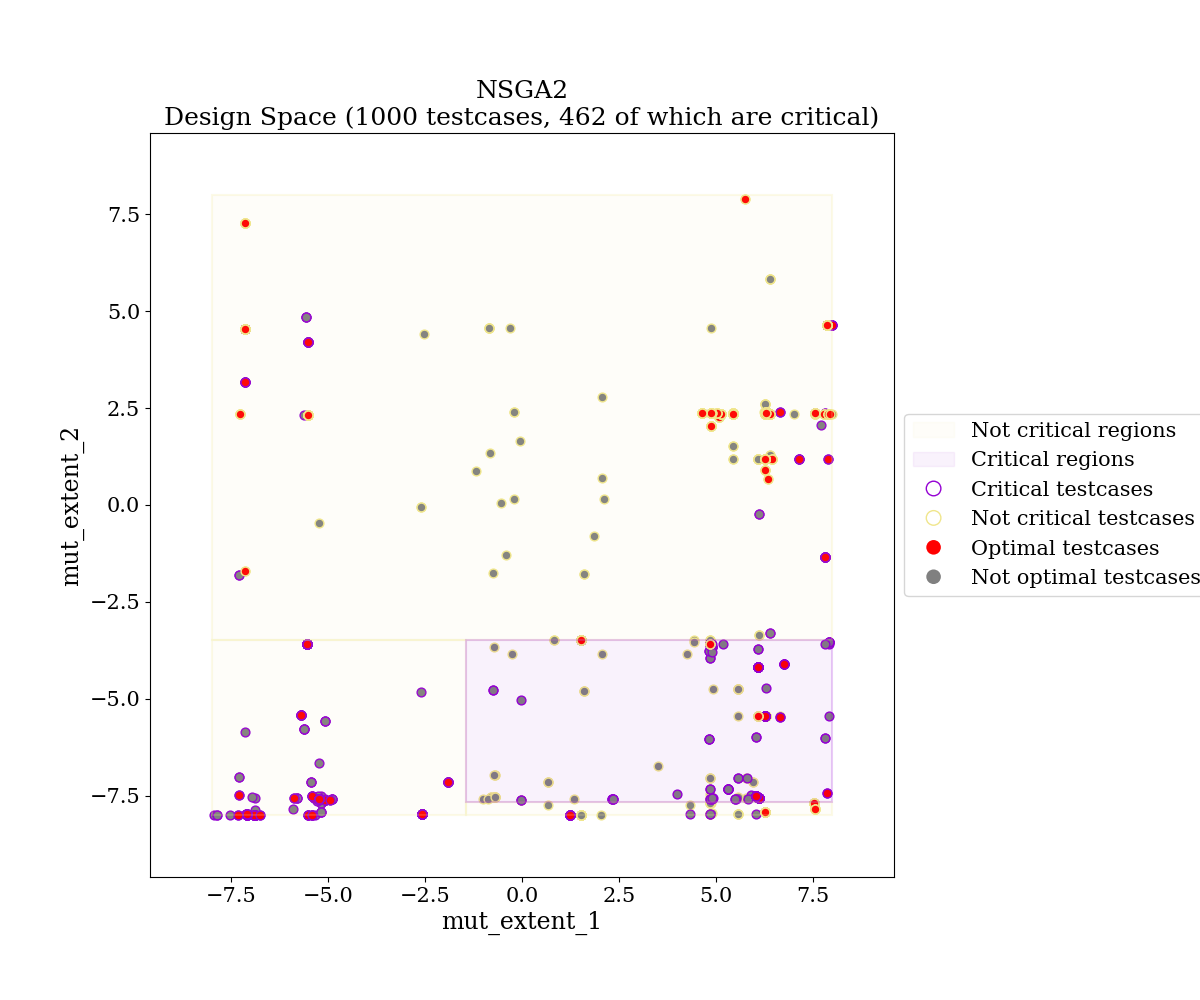 NSGA2
Design Space (1000 testcases, 462 of which are critical)
mut_extent_2
7.5
5.0
2.5
0.0
−2.5
−5.0
−7.5
−7.5
−5.0
−2.5
0.0
2.5
5.0
7.5
mut_extent_1
Not critical regions
Critical regions
Critical testcases
Not critical testcases
Optimal testcases
Not optimal testcases